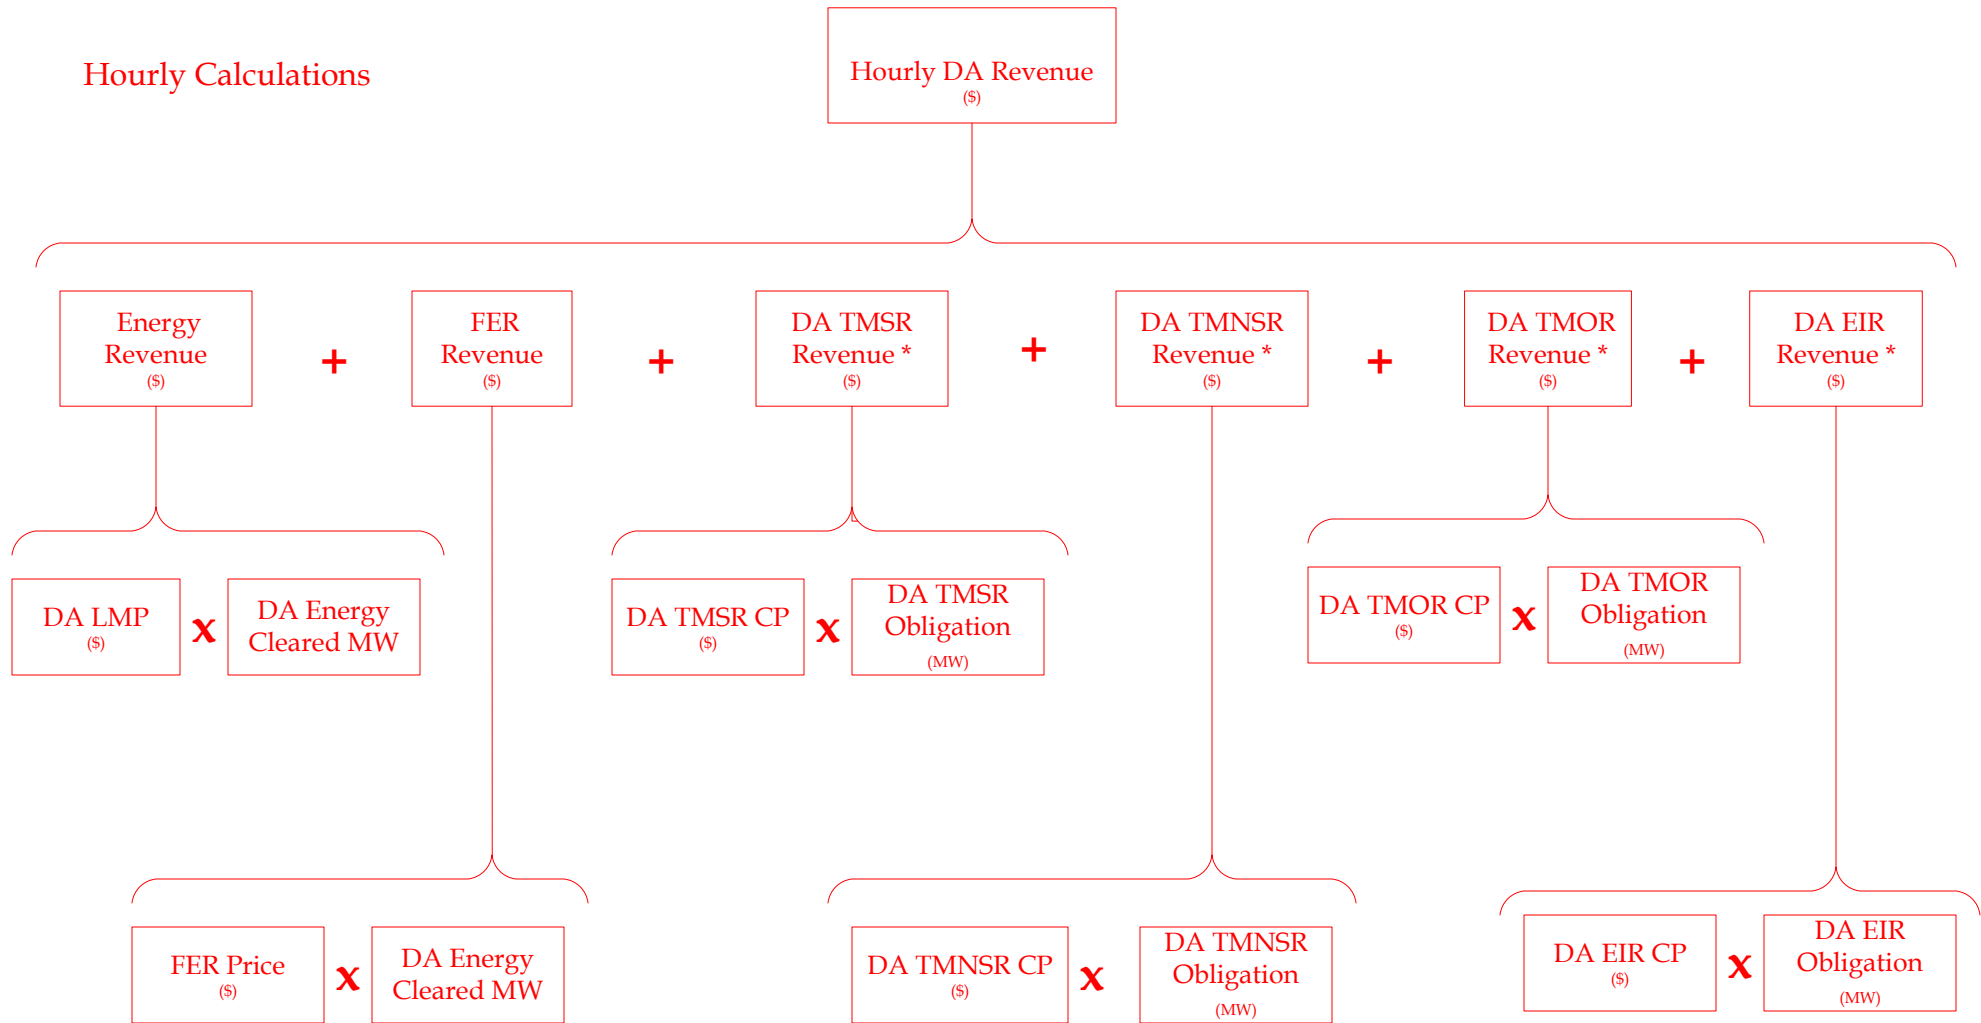 Hourly Calculations
Hourly DA Revenue
($)
Energy
Revenue
($)
+
FER
Revenue
($)
+
DA TMSR
Revenue *
($)
+
DA TMNSR
Revenue *
($)
+
DA TMOR
Revenue *
($)
+
DA EIR
Revenue *
($)
DA LMP
($)
x
DA Energy
Cleared MW
DA TMSR CP
($)
x
DA TMSR
Obligation
(MW)
DA TMOR CP
($)
x
DA TMOR
Obligation
(MW)
FER Price
($)
x
DA Energy
Cleared MW
DA TMNSR CP
($)
x
DA TMNSR
Obligation
(MW)
DA EIR CP
($)
x
DA EIR
Obligation
(MW)